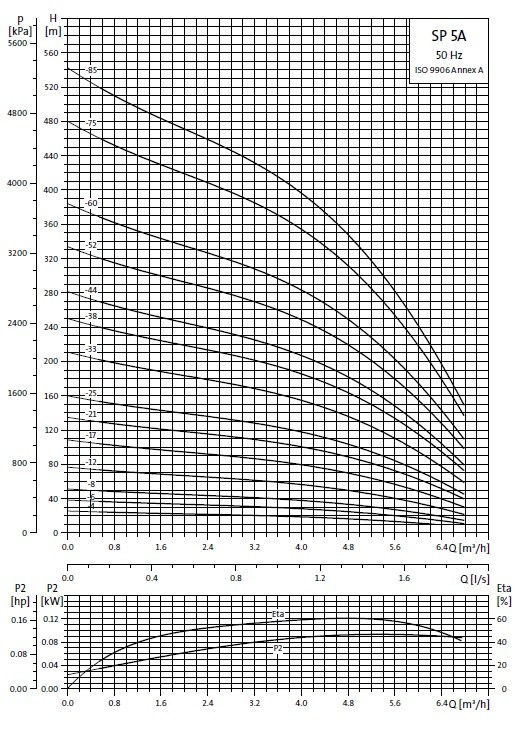 p H
[kPa] [m]
SP 5A
50 Hz
ISO 9906 Annex A
5600
4800
4000
3200
2400
1600
800
0
560
520
480
440
400
360
320
280
240
200
160
120
80
40
0
-85
-75
-60
-52
-44
-38
-33
-25
-21
-17
-12
-8
-6
-4
0.0 0.8 1.6 2.4 3.2 4.0 4.8 5.6 6.4 Q [m³/h]
0.0 0.4 0.8 1.2 1.6 Q [l/s]
P2 P2 Eta
[hp] [kW] [%]
0.16 0.12 60
0.08 0.08 40
0.04 20
0.00 0.00 0
Eta
P2
0.0 0.8 1.6 2.4 3.2 4.0 4.8 5.6 6.4 Q [m³/h]